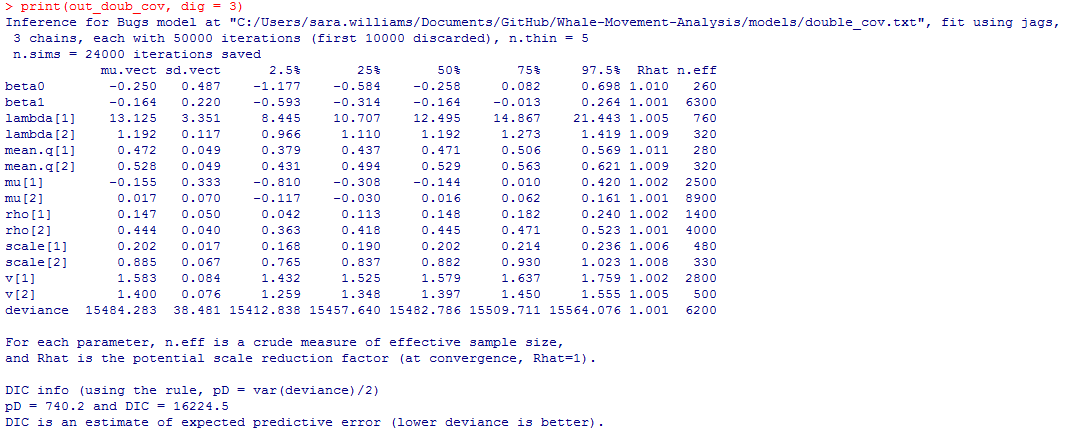 > print(out_doub_cov, dig = 3)
Inference for Bugs model at "C:/Users/sara.williams/Documents/GitHub/Whale-Movement-Analysis/models/double_cov.txt", fit using jags,
 3 chains, each with 50000 iterations (first 10000 discarded), n.thin = 5
 n.sims = 24000 iterations saved
            mu.vect sd.vect      2.5%       25%       50%       75%     97.5%  Rhat n.eff
beta0        -0.250   0.487    -1.177    -0.584    -0.258     0.082     0.698 1.010   260
beta1        -0.164   0.220    -0.593    -0.314    -0.164    -0.013     0.264 1.001  6300
lambda[1]    13.125   3.351     8.445    10.707    12.495    14.867    21.443 1.005   760
lambda[2]     1.192   0.117     0.966     1.110     1.192     1.273     1.419 1.009   320
mean.q[1]     0.472   0.049     0.379     0.437     0.471     0.506     0.569 1.011   280
mean.q[2]     0.528   0.049     0.431     0.494     0.529     0.563     0.621 1.009   320
mu[1]        -0.155   0.333    -0.810    -0.308    -0.144     0.010     0.420 1.002  2500
mu[2]         0.017   0.070    -0.117    -0.030     0.016     0.062     0.161 1.001  8900
rho[1]        0.147   0.050     0.042     0.113     0.148     0.182     0.240 1.002  1400
rho[2]        0.444   0.040     0.363     0.418     0.445     0.471     0.523 1.001  4000
scale[1]      0.202   0.017     0.168     0.190     0.202     0.214     0.236 1.006   480
scale[2]      0.885   0.067     0.765     0.837     0.882     0.930     1.023 1.008   330
v[1]          1.583   0.084     1.432     1.525     1.579     1.637     1.759 1.002  2800
v[2]          1.400   0.076     1.259     1.348     1.397     1.450     1.555 1.005   500
deviance  15484.283  38.481 15412.838 15457.640 15482.786 15509.711 15564.076 1.001  6200

For each parameter, n.eff is a crude measure of effective sample size,
and Rhat is the potential scale reduction factor (at convergence, Rhat=1).

DIC info (using the rule, pD = var(deviance)/2)
pD = 740.2 and DIC = 16224.5
DIC is an estimate of expected predictive error (lower deviance is better).